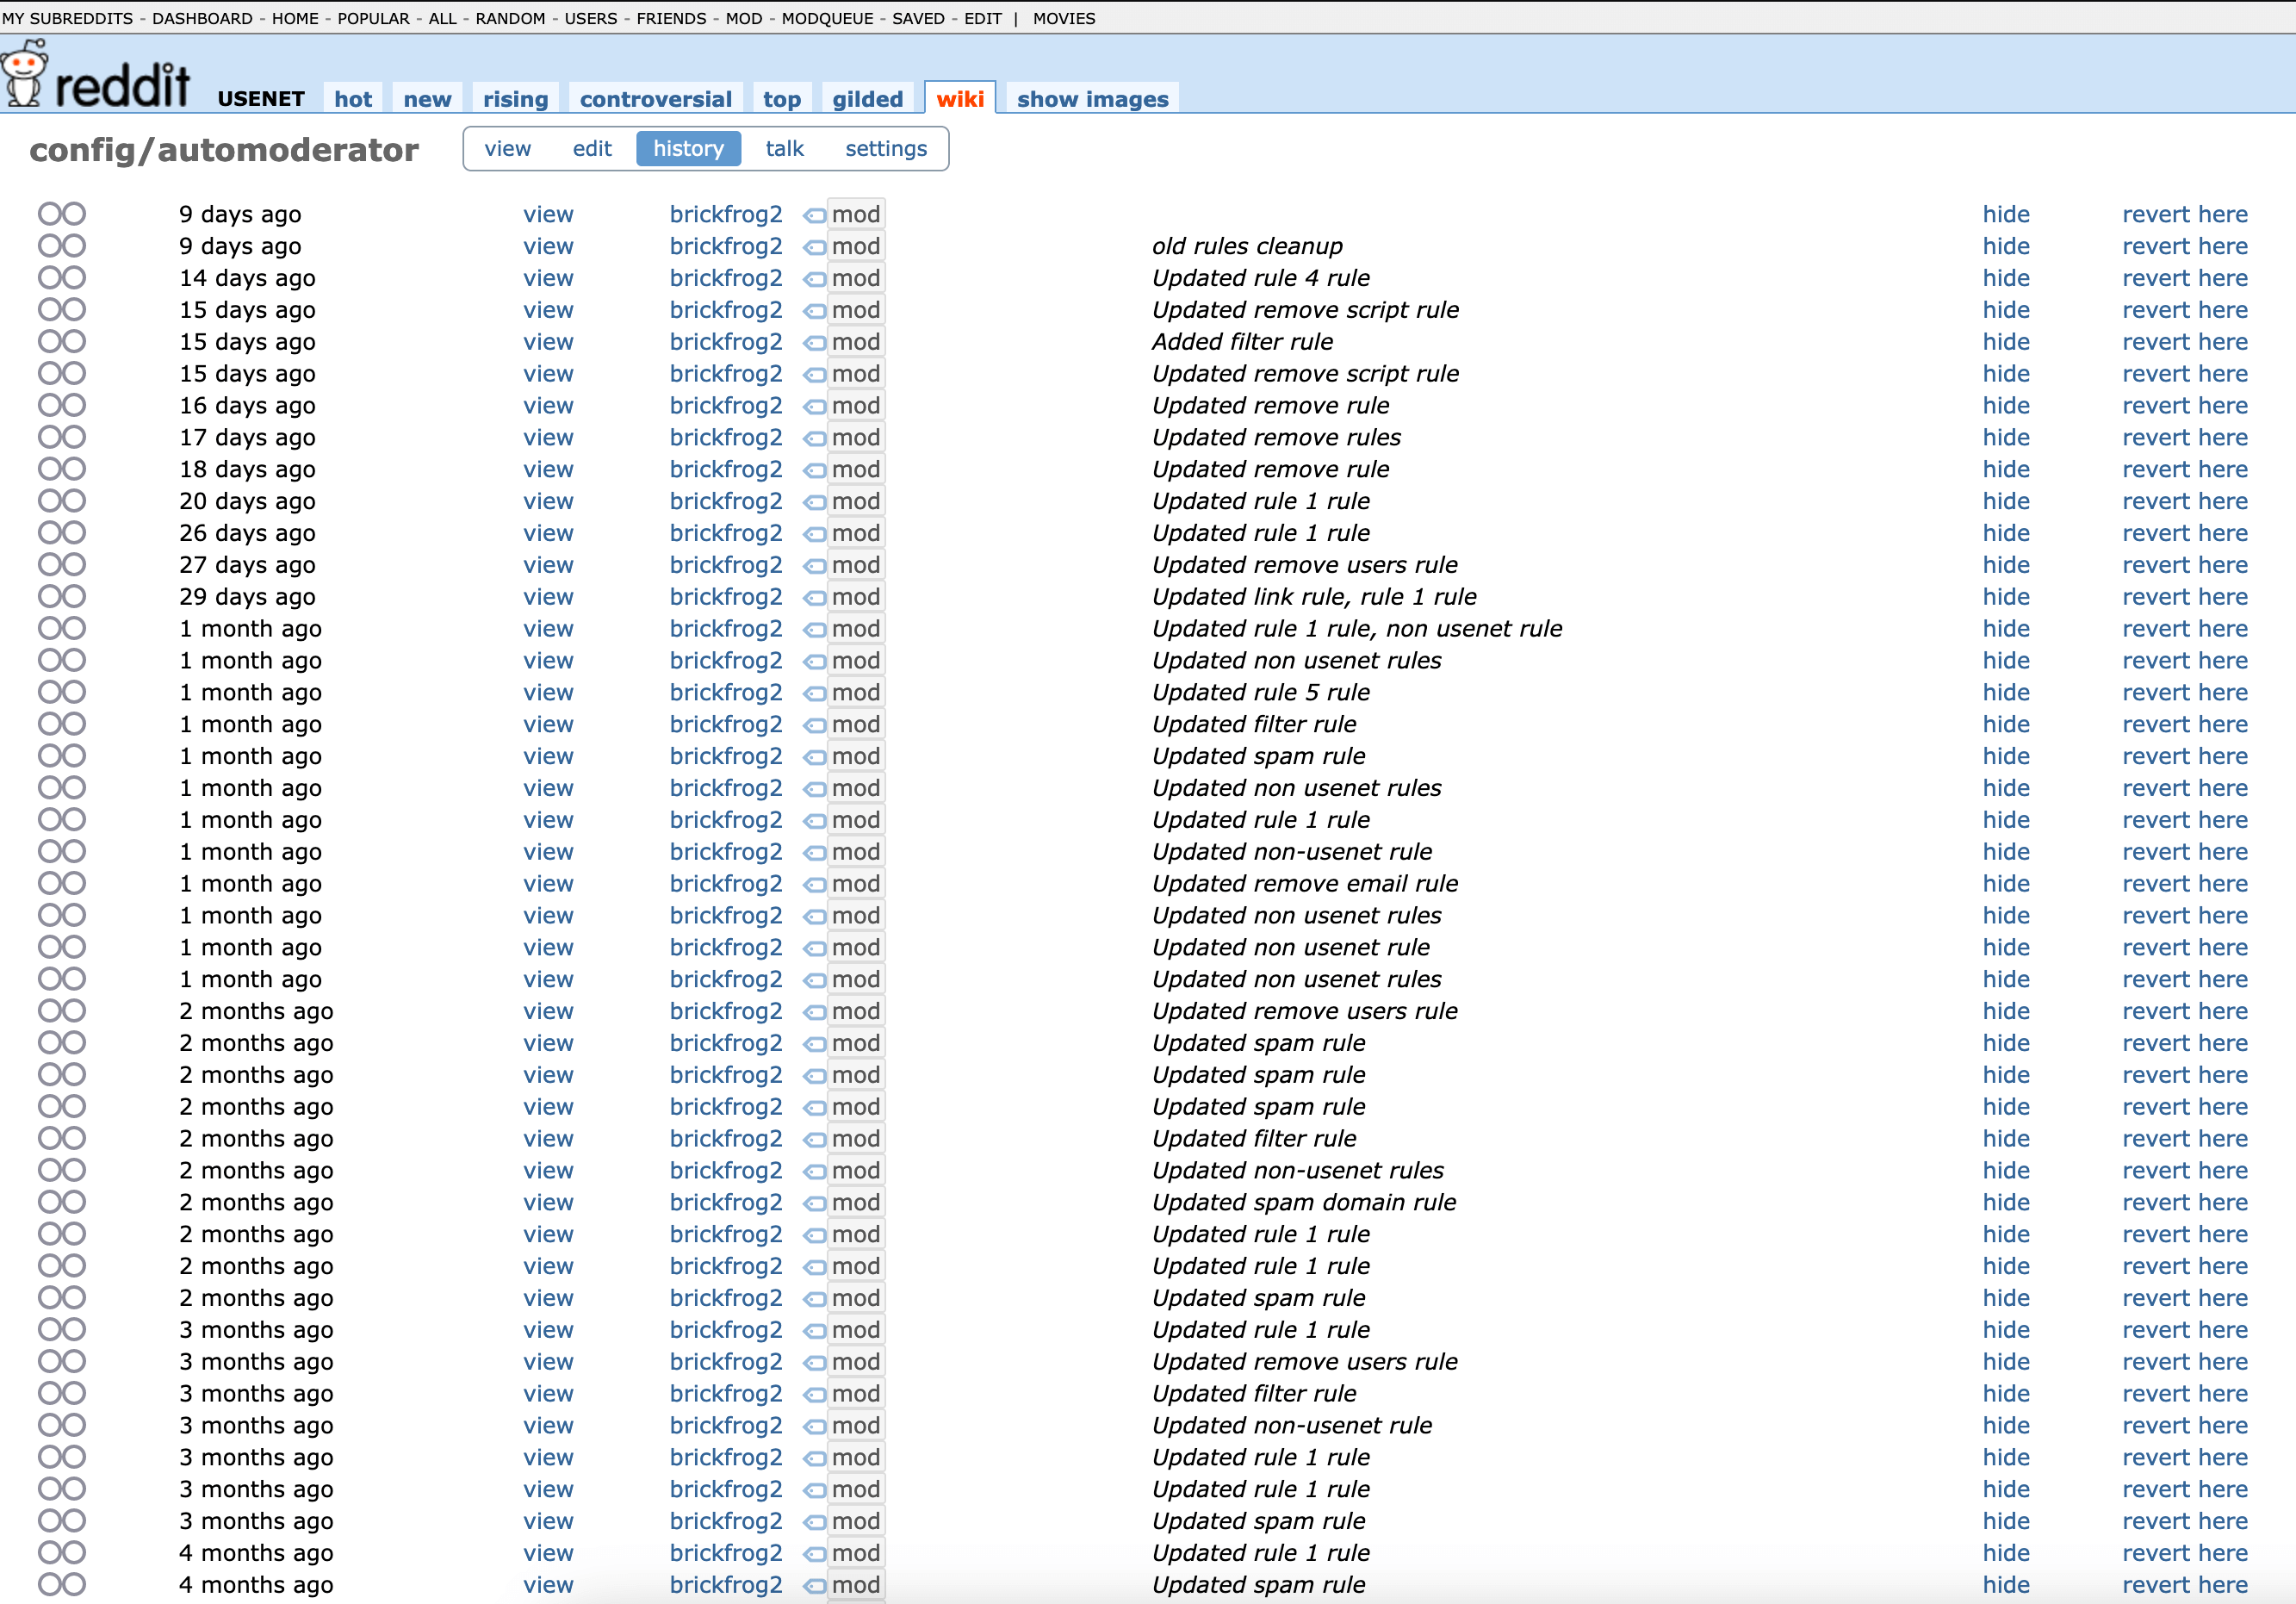 MY SUBREDDITS - DASHBOARD - HOME - POPULAR - ALL - RANDOM - USERS - FRIENDS - MOD - MODQUEUE - SAVED - EDIT | MOVIES
reddit USENET hot new rising controversial top gilded wiki show images
config/automoderator view edit history talk settings
9 days ago view brickfrog2 mod hide revert here
9 days ago view brickfrog2 mod old rules cleanup hide revert here
14 days ago view brickfrog2 mod Updated rule 4 rule hide revert here
15 days ago view brickfrog2 mod Updated remove script rule hide revert here
15 days ago view brickfrog2 mod Added filter rule hide revert here
15 days ago view brickfrog2 mod Updated remove script rule hide revert here
16 days ago view brickfrog2 mod Updated remove rule hide revert here
17 days ago view brickfrog2 mod Updated remove rules hide revert here
18 days ago view brickfrog2 mod Updated remove rule hide revert here
20 days ago view brickfrog2 mod Updated rule 1 rule hide revert here
26 days ago view brickfrog2 mod Updated rule 1 rule hide revert here
27 days ago view brickfrog2 mod Updated remove users rule hide revert here
29 days ago view brickfrog2 mod Updated link rule, rule 1 rule hide revert here
1 month ago view brickfrog2 mod Updated rule 1 rule, non usenet rule hide revert here
1 month ago view brickfrog2 mod Updated non usenet rules hide revert here
1 month ago view brickfrog2 mod Updated rule 5 rule hide revert here
1 month ago view brickfrog2 mod Updated filter rule hide revert here
1 month ago view brickfrog2 mod Updated spam rule hide revert here
1 month ago view brickfrog2 mod Updated non usenet rules hide revert here
1 month ago view brickfrog2 mod Updated rule 1 rule hide revert here
1 month ago view brickfrog2 mod Updated non-usenet rule hide revert here
1 month ago view brickfrog2 mod Updated remove email rule hide revert here
1 month ago view brickfrog2 mod Updated non usenet rules hide revert here
1 month ago view brickfrog2 mod Updated non usenet rule hide revert here
1 month ago view brickfrog2 mod Updated non usenet rules hide revert here
2 months ago view brickfrog2 mod Updated remove users rule hide revert here
2 months ago view brickfrog2 mod Updated spam rule hide revert here
2 months ago view brickfrog2 mod Updated spam rule hide revert here
2 months ago view brickfrog2 mod Updated spam rule hide revert here
2 months ago view brickfrog2 mod Updated filter rule hide revert here
2 months ago view brickfrog2 mod Updated non-usenet rules hide revert here
2 months ago view brickfrog2 mod Updated spam domain rule hide revert here
2 months ago view brickfrog2 mod Updated rule 1 rule hide revert here
2 months ago view brickfrog2 mod Updated rule 1 rule hide revert here
2 months ago view brickfrog2 mod Updated spam rule hide revert here
3 months ago view brickfrog2 mod Updated rule 1 rule hide revert here
3 months ago view brickfrog2 mod Updated remove users rule hide revert here
3 months ago view brickfrog2 mod Updated filter rule hide revert here
3 months ago view brickfrog2 mod Updated non-usenet rule hide revert here
3 months ago view brickfrog2 mod Updated rule 1 rule hide revert here
3 months ago view brickfrog2 mod Updated rule 1 rule hide revert here
3 months ago view brickfrog2 mod Updated spam rule hide revert here
4 months ago view brickfrog2 mod Updated rule 1 rule hide revert here
4 months ago view brickfrog2 mod Updated spam rule hide revert here